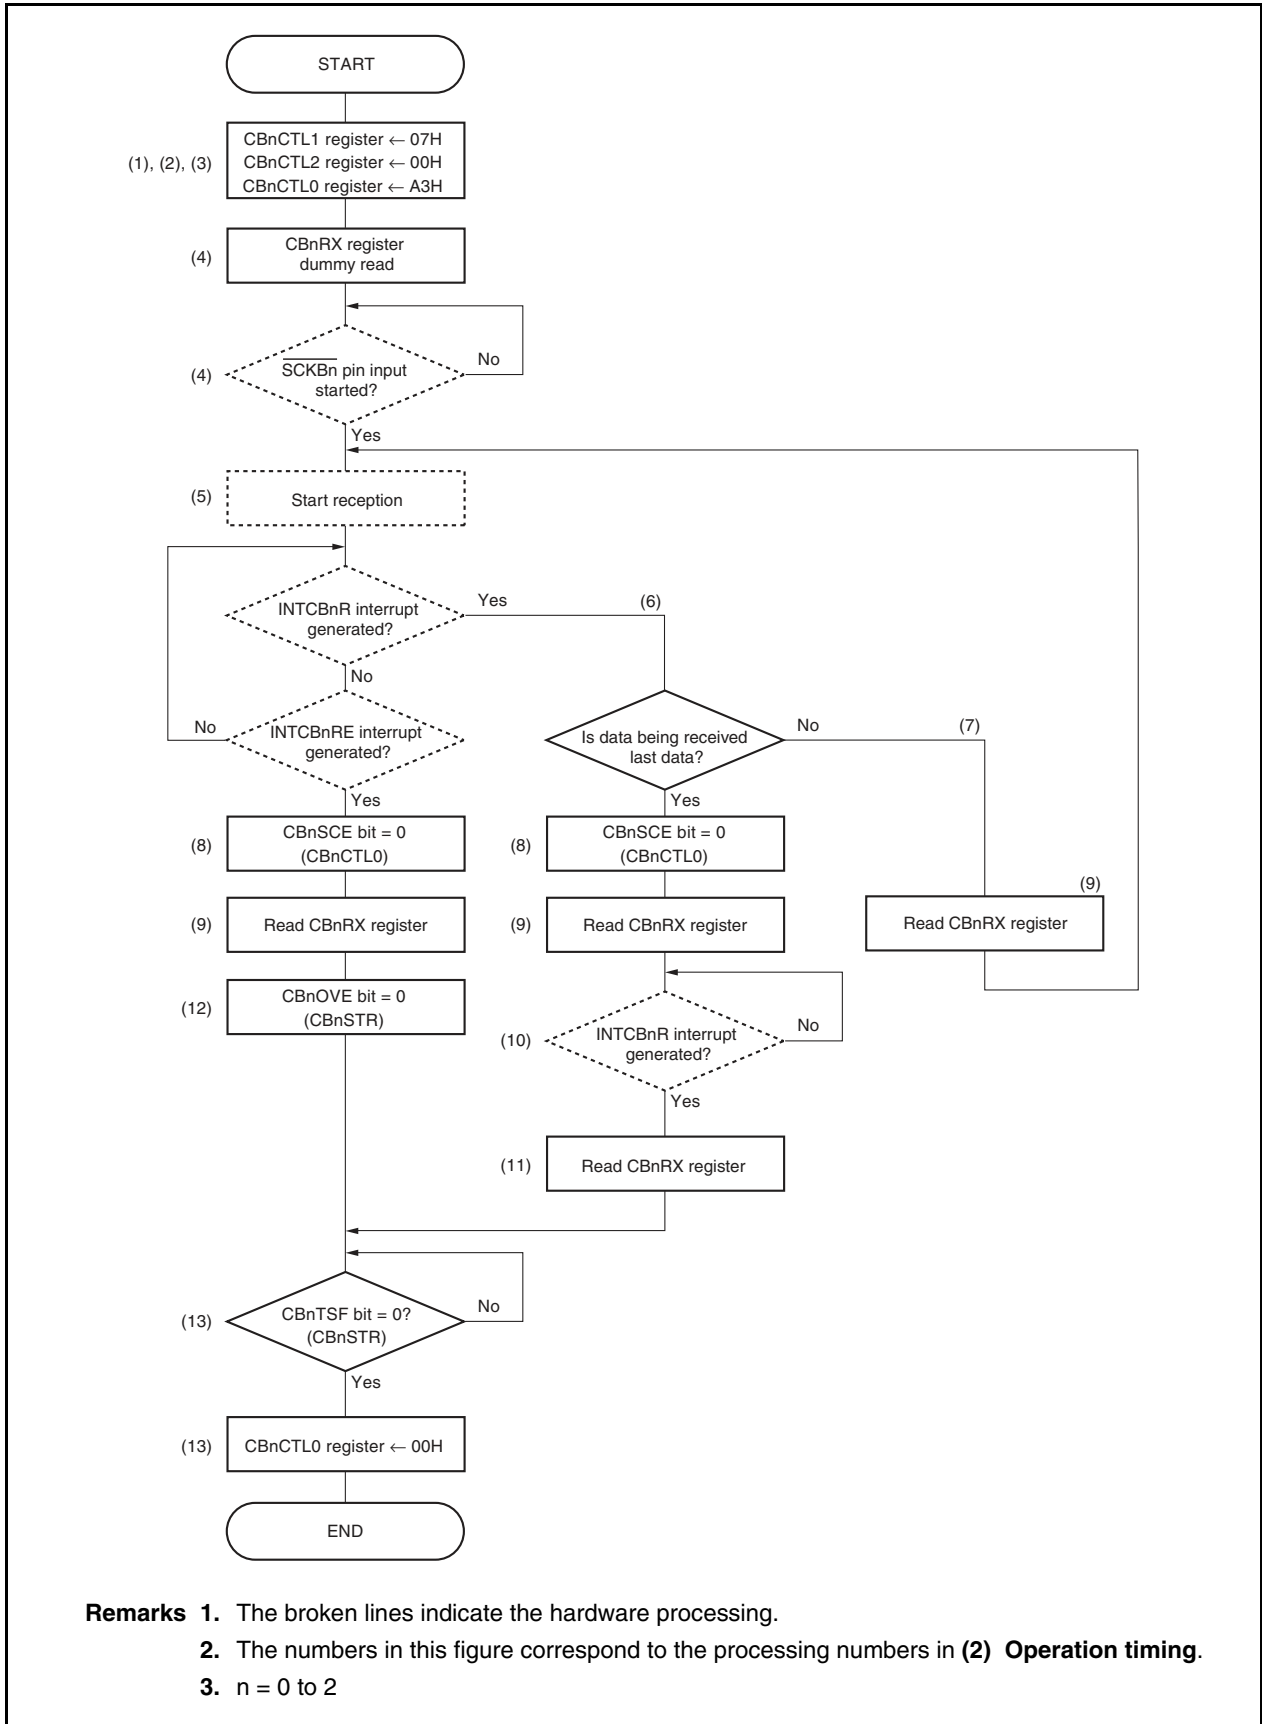 START
(1), (2), (3)
CBnCTL1 register ← 07H
CBnCTL2 register ← 00H
CBnCTL0 register ← A3H
(4)
CBnRX register
dummy read
(4)
SCKBn pin input
started?
No
Yes
(5)
Start reception
INTCBnR interrupt
generated?
Yes
(6)
No
INTCBnRE interrupt
generated?
No
Yes
Is data being received
last data?
No
(7)
Yes
(8)
CBnSCE bit = 0
(CBnCTL0)
(8)
CBnSCE bit = 0
(CBnCTL0)
(9)
Read CBnRX register
(9)
Read CBnRX register
(9)
Read CBnRX register
(12)
CBnOVE bit = 0
(CBnSTR)
(10)
INTCBnR interrupt
generated?
No
Yes
(11)
Read CBnRX register
(13)
CBnTSF bit = 0?
(CBnSTR)
No
Yes
(13)
CBnCTL0 register ← 00H
END
Remarks 1. The broken lines indicate the hardware processing.
2. The numbers in this figure correspond to the processing numbers in (2) Operation timing.
3. n = 0 to 2